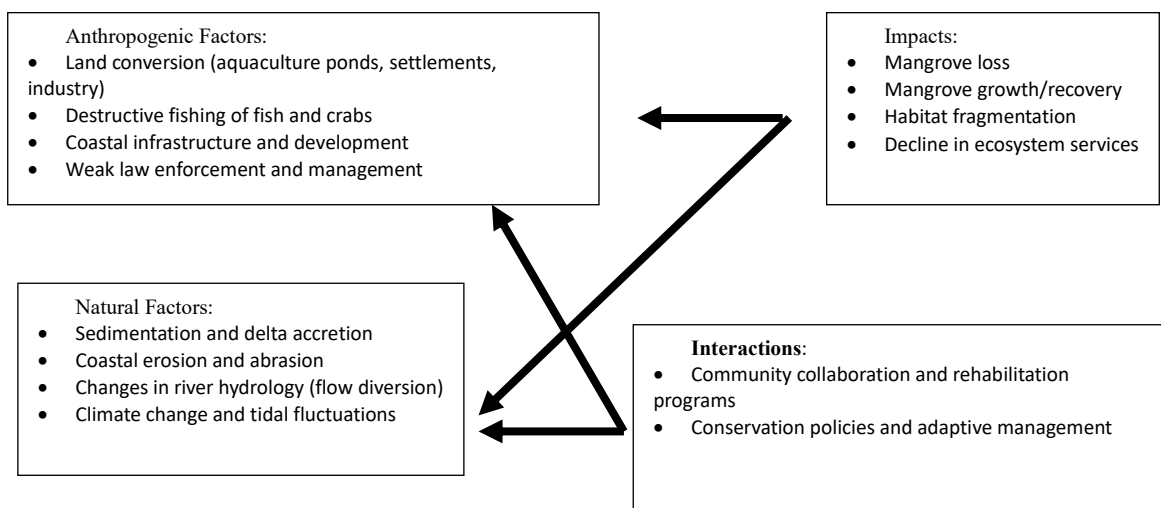 Anthropogenic Factors:
• Land conversion (aquaculture ponds, settlements,
industry)
• Destructive fishing of fish and crabs
• Coastal infrastructure and development
• Weak law enforcement and management
Impacts:
• Mangrove loss
• Mangrove growth/recovery
• Habitat fragmentation
• Decline in ecosystem services
Natural Factors:
• Sedimentation and delta accretion
• Coastal erosion and abrasion
• Changes in river hydrology (flow diversion)
• Climate change and tidal fluctuations
Interactions:
• Community collaboration and rehabilitation
programs
• Conservation policies and adaptive management